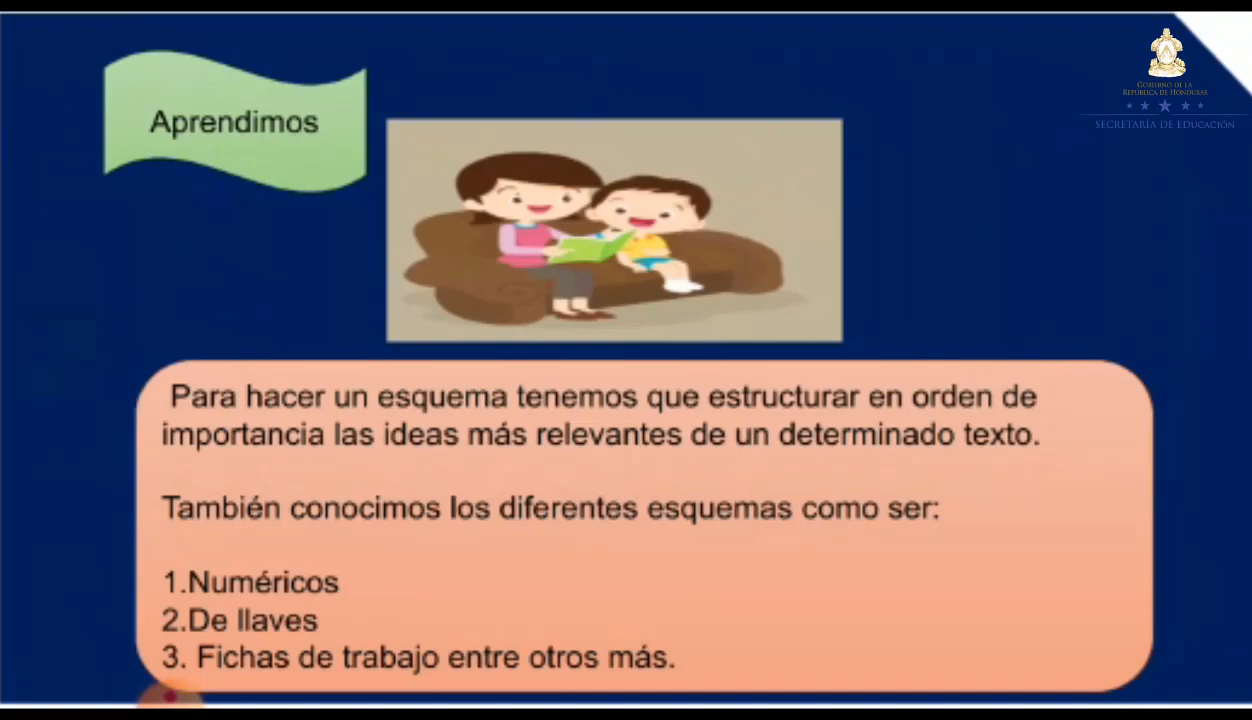 Aprendimos
GOBIERNO DE LA
REPÚBLICA DE HONDURAS
SECRETARÍA DE EDUCACIÓN
Para hacer un esquema tenemos que estructurar en orden de
importancia las ideas más relevantes de un determinado texto.
También conocimos los diferentes esquemas como ser:
1.Numéricos
2.De llaves
3. Fichas de trabajo entre otros más.